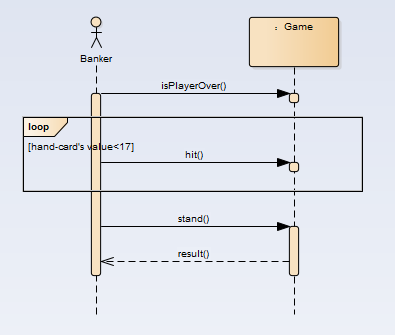 : Game
Banker
isPlayerOver()
loop
[hand-card's value<17]
hit()
stand()
result()